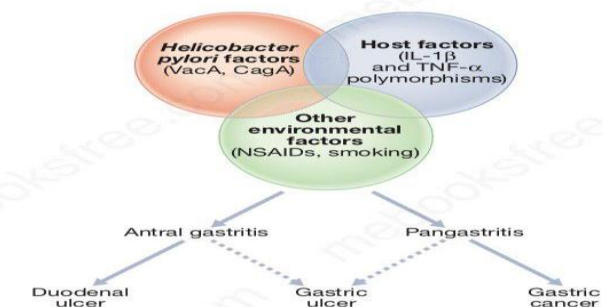 Helicobacter
pylori factors
(VacA, CagA)
Host factors
(IL-1β
and TNF-α
polymorphisms)
Other
environmental
factors
(NSAIDs, smoking)
Antral gastritis
Pangastritis
Duodenal
ulcer
Gastric
ulcer
Gastric
cancer